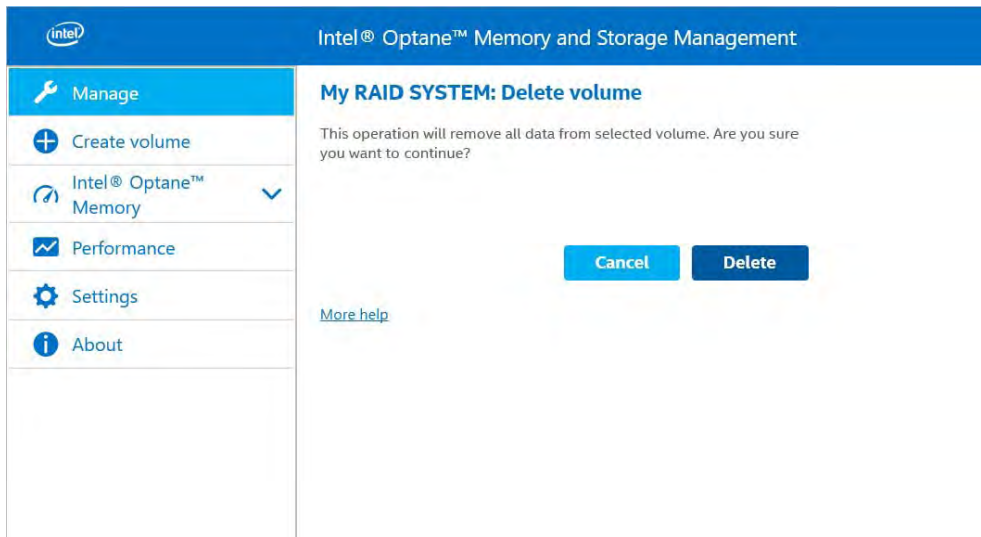 intel
Intel® Optane™ Memory and Storage Management
Manage
Create volume
Intel® Optane™
Memory
Performance
Settings
About
My RAID SYSTEM: Delete volume
This operation will remove all data from selected volume. Are you sure
you want to continue?
Cancel
Delete
More help